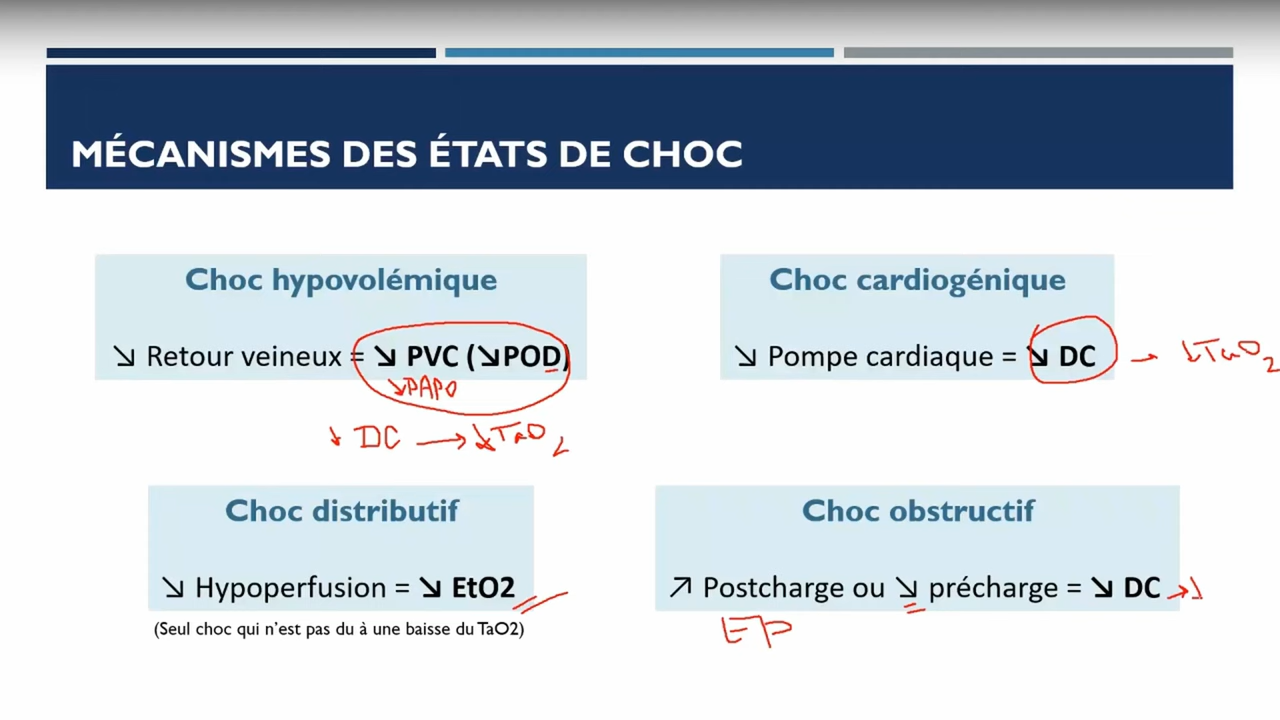 MÉCANISMES DES ÉTATS DE CHOC
Choc hypovolémique
↘ Retour veineux = ↘ PVC (↘POD)
↘PAPO
↓ DC → ↓TaO2
Choc cardiogénique
↘ Pompe cardiaque = ↘ DC → ↓TaO2
Choc distributif
↘ Hypoperfusion = ↘ EtO2
(Seul choc qui n'est pas du à une baisse du TaO2)
Choc obstructif
↗ Postcharge ou ↘ précharge = ↘ DC →↓
EP